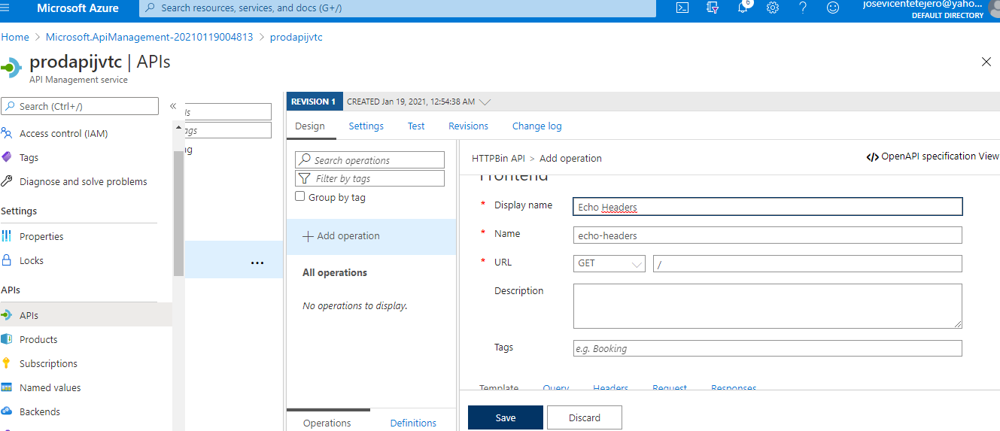 Microsoft Azure
Search resources, services, and docs (G+/)
6
josevicentetejero@yaho...
DEFAULT DIRECTORY
Home > Microsoft.ApiManagement-20210119004813 > prodapijvtc
prodapijvtc | APIs
API Management service
Search (Ctrl+/)
«
Access control (IAM)
Tags
Diagnose and solve problems
Settings
Properties
Locks
APIs
APIs
Products
Subscriptions
Named values
Backends
...
REVISION 1
CREATED Jan 19, 2021, 12:54:38 AM
Design
Settings
Test
Revisions
Change log
Search operations
Filter by tags
Group by tag
+ Add operation
All operations
No operations to display.
Operations
Definitions
HTTPBin API > Add operation
</> OpenAPI specification View
Frontend
* Display name
Echo Headers
* Name
echo-headers
* URL
GET
/
Description
Tags
e.g. Booking
Template
Query
Headers
Request
Responses
Save
Discard